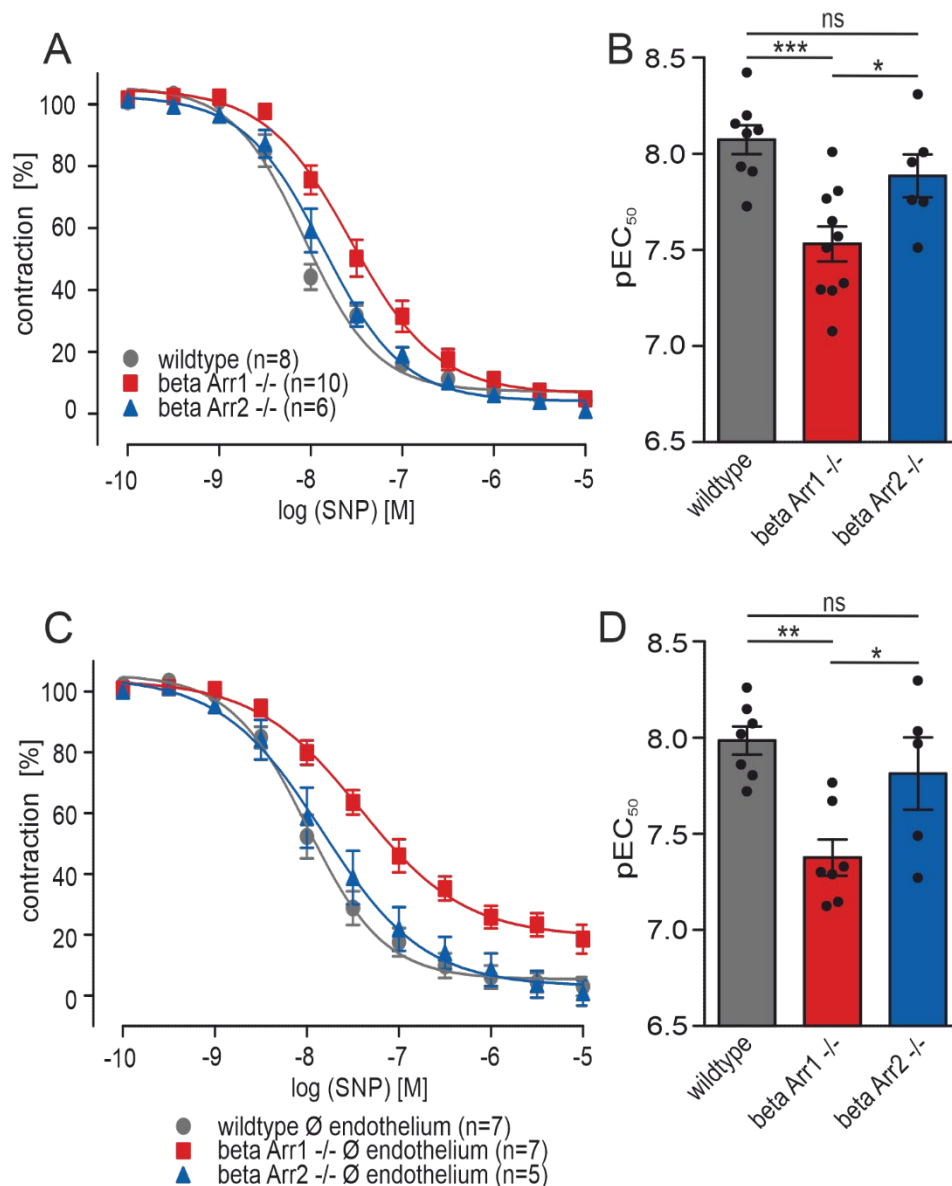 A
contraction [%]
100
80
60
40
20
0
wildtype (n=8)
beta Arr1 -/- (n=10)
beta Arr2 -/- (n=6)
-10 -9 -8 -7 -6 -5
log (SNP) [M]
B
ns
*** *
pEC₅₀
8.5
8.0
7.5
7.0
6.5
wildtype
beta Arr1 -/-
beta Arr2 -/-
C
contraction [%]
100
80
60
40
20
0
-10 -9 -8 -7 -6 -5
log (SNP) [M]
wildtype Ø endothelium (n=7)
beta Arr1 -/- Ø endothelium (n=7)
beta Arr2 -/- Ø endothelium (n=5)
D
ns
** *
pEC₅₀
8.5
8.0
7.5
7.0
6.5
wildtype
beta Arr1 -/-
beta Arr2 -/-